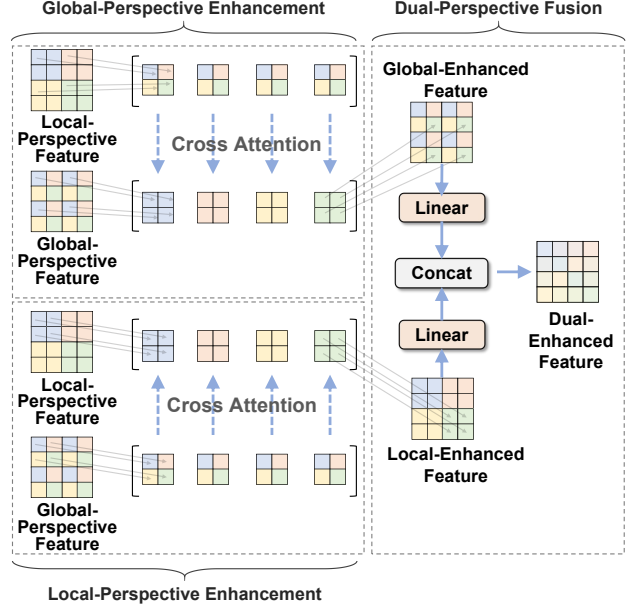 Global-Perspective Enhancement
Local-
Perspective
Feature
Cross Attention
Global-
Perspective
Feature
Local-
Perspective
Feature
Cross Attention
Global-
Perspective
Feature
Local-Perspective Enhancement
Dual-Perspective Fusion
Global-Enhanced
Feature
Linear
Concat
Dual-
Enhanced
Feature
Linear
Local-Enhanced
Feature